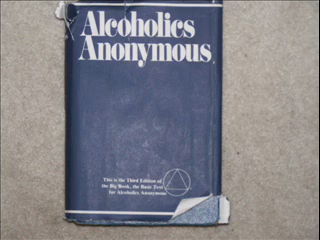 Alcoholics
Anonymous
This is the Third Edition of
the Big Book, the Basic Text
for Alcoholics Anonymous